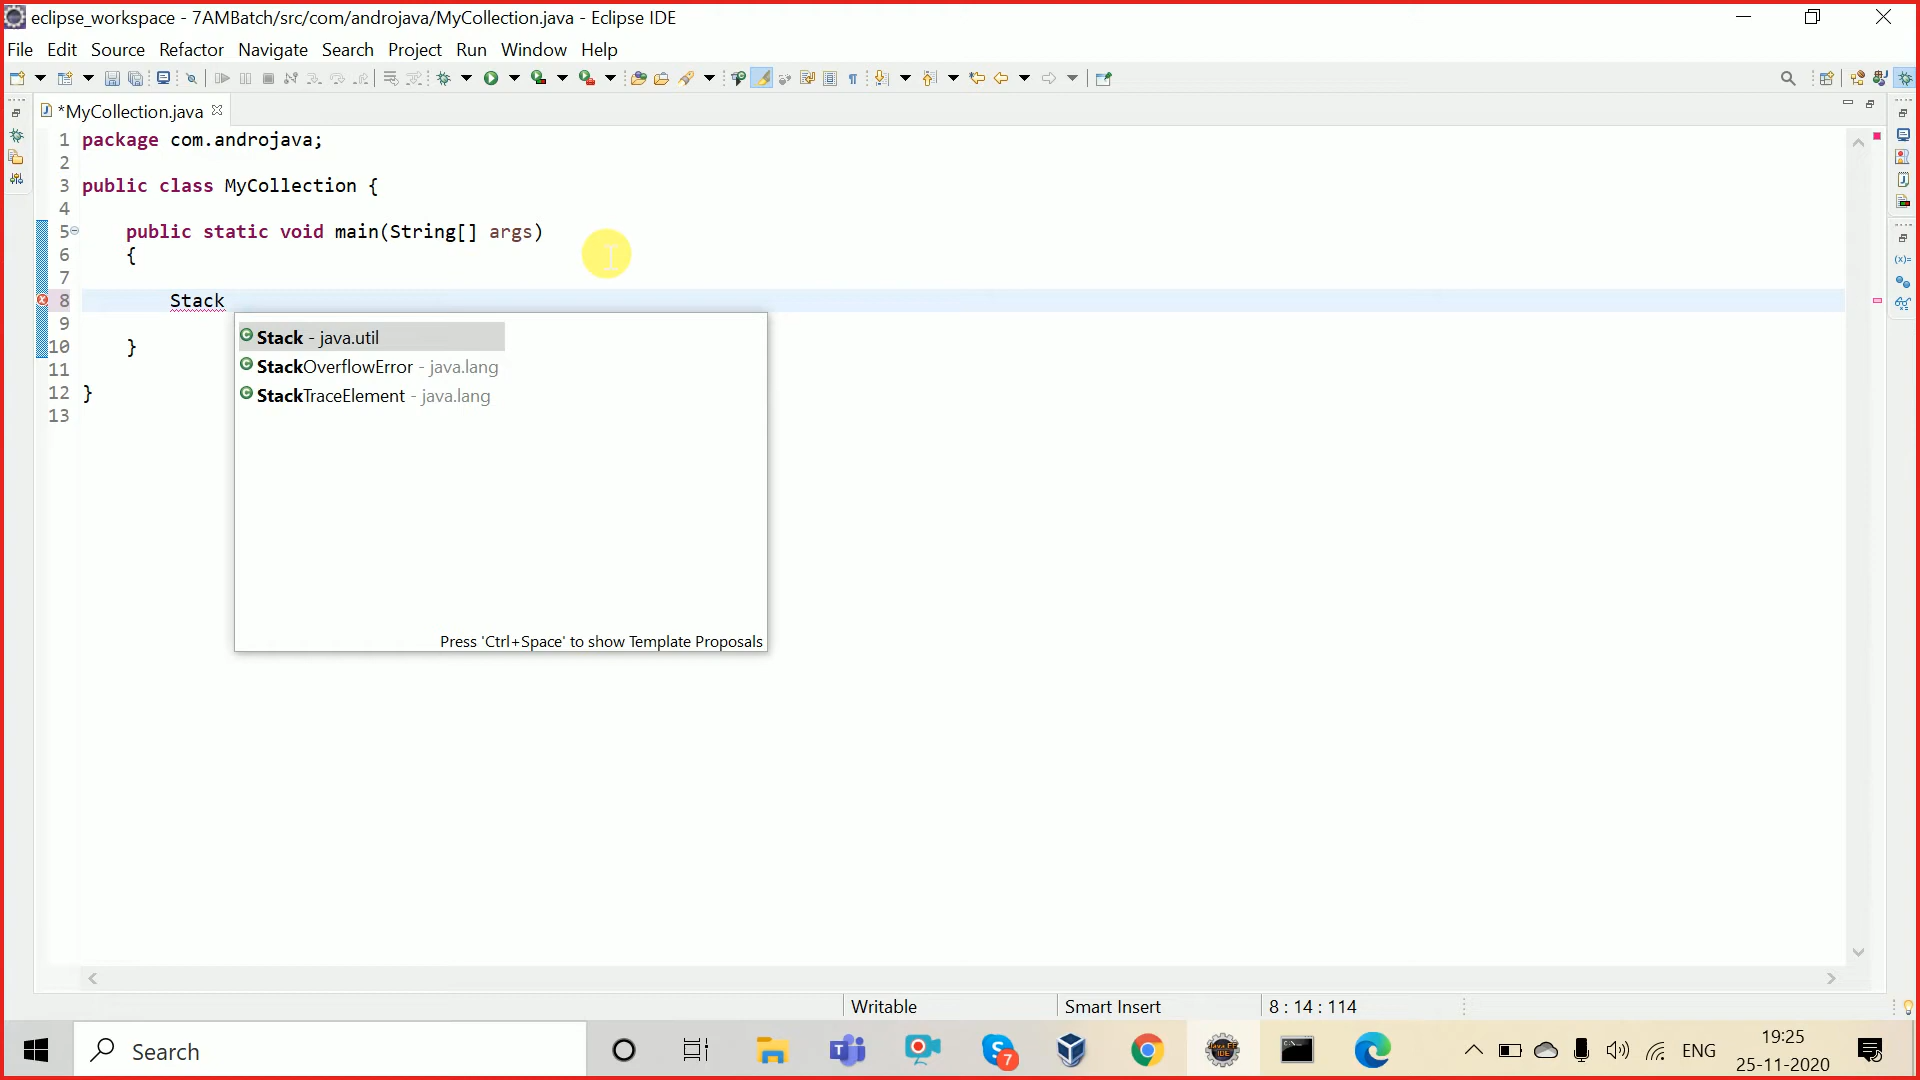 eclipse_workspace - 7AMBatch/src/com/androjava/MyCollection.java - Eclipse IDE
File Edit Source Refactor Navigate Search Project Run Window Help
*MyCollection.java
1 package com.androjava;
2
3 public class MyCollection {
4
5 public static void main(String[] args)
6 {
7
8 Stack
9
10 }
11
12 }
13
Stack - java.util
StackOverflowError - java.lang
StackTraceElement - java.lang
Press 'Ctrl+Space' to show Template Proposals
Writable Smart Insert 8 : 14 : 114
Search
7
ENG
19:25
25-11-2020